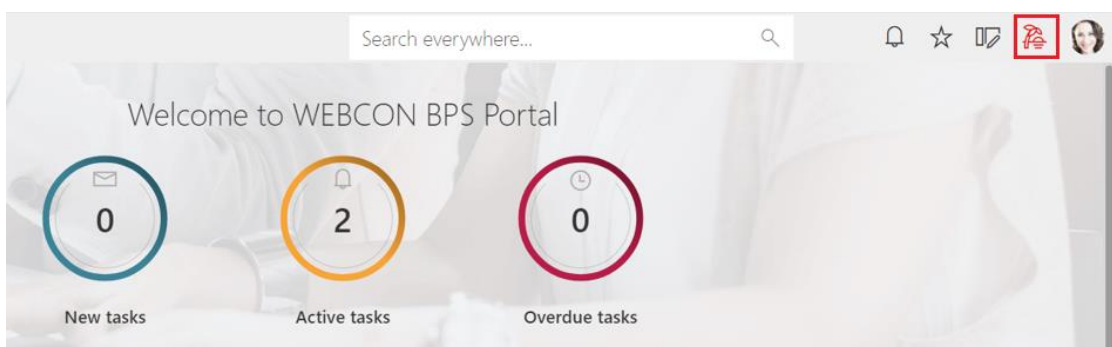 Search everywhere...
Welcome to WEBCON BPS Portal
0
2
0
New tasks
Active tasks
Overdue tasks